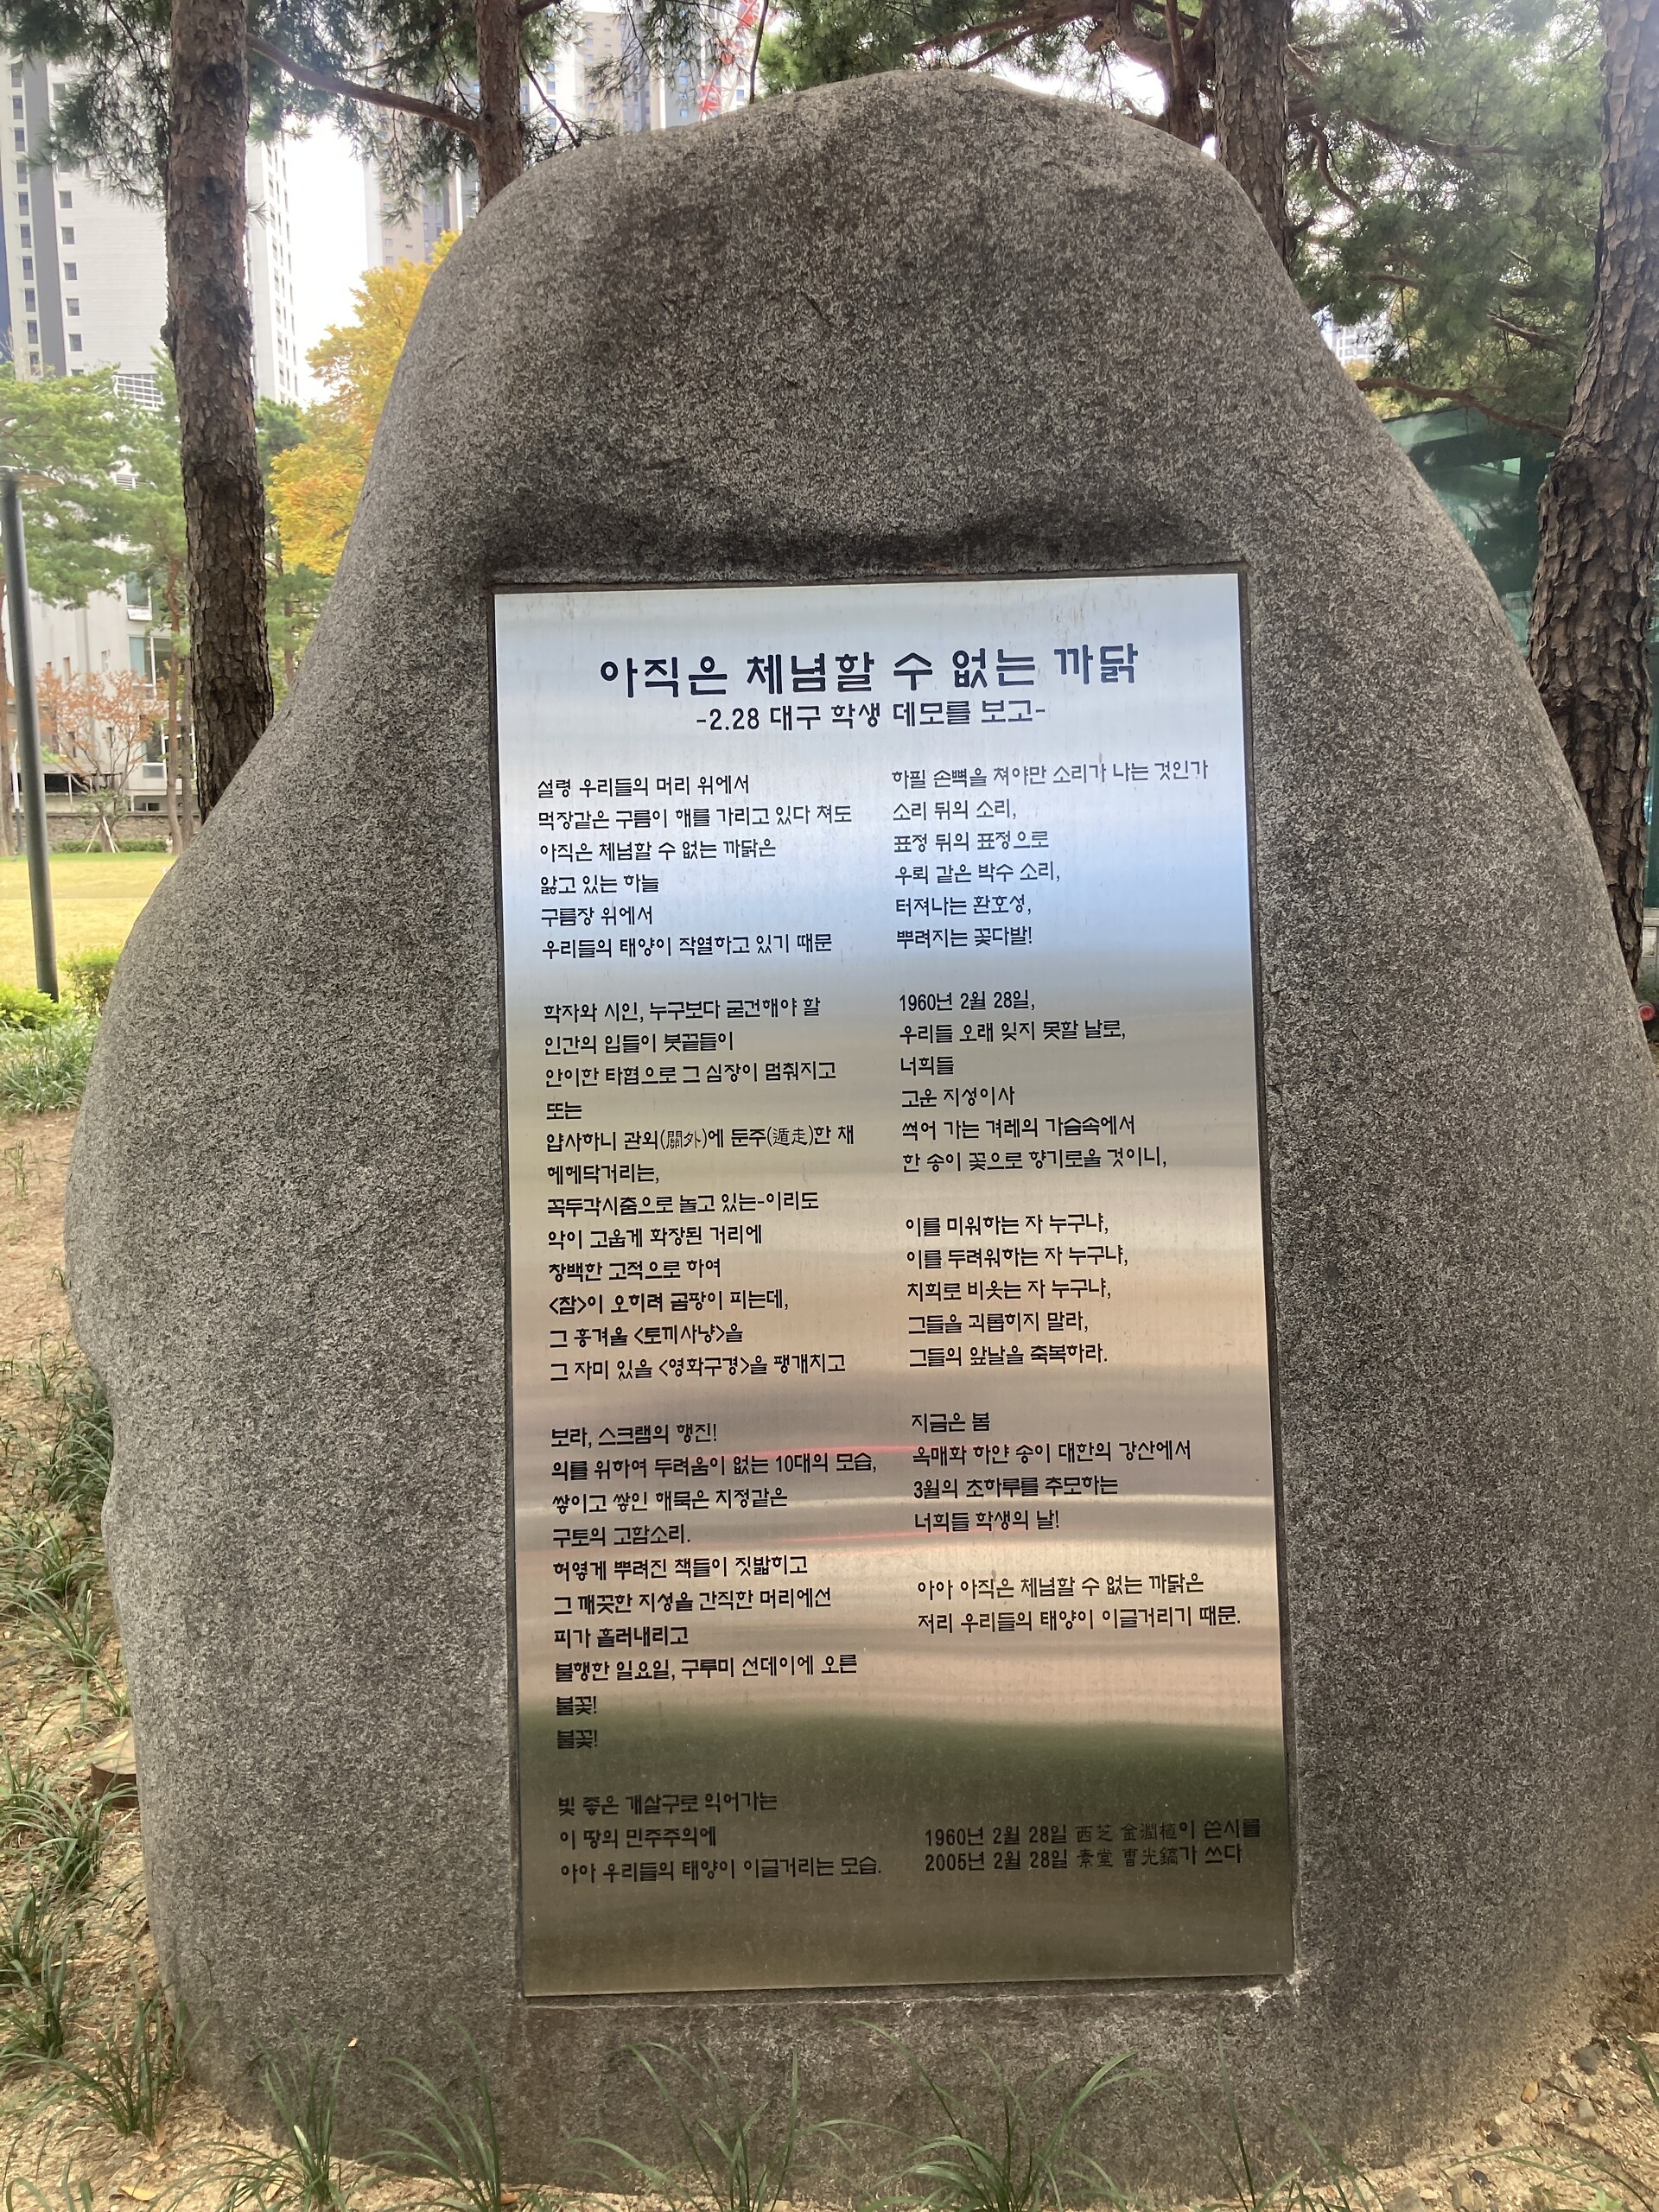 아직은 체념할 수 없는 까닭
-2.28 대구 학생 데모를 보고-
설령 우리들의 머리 위에서
먹장같은 구름이 해를 가리고 있다 쳐도
아직은 체념할 수 없는 까닭은
앓고 있는 하늘
구름장 위에서
우리들의 태양이 작열하고 있기 때문
학자와 시인, 누구보다 굳건해야 할
인간의 입들이 붓끝들이
안이한 타협으로 그 심장이 멈춰지고
또는
얍사하니 관외(關外)에 둔주(遁走)한 채
헤헤닥거리는,
꼭두각시춤으로 놀고 있는-이리도
악이 고웁게 화장된 거리에
창백한 고적으로 하여
<참>이 오히려 곰팡이 피는데,
그 흥겨울 <토끼사냥>을
그 자미 있을 <영화구경>을 팽개치고
보라, 스크램의 행진!
의를 위하여 두려움이 없는 10대의 모습,
쌓이고 쌓인 해묵은 치정같은
구토의 고함소리.
허옇게 뿌려진 책들이 짓밟히고
그 깨끗한 지성을 간직한 머리에선
피가 흘러내리고
불행한 일요일, 구루미 선데이에 오른
불꽃!
불꽃!
빛 좋은 개살구로 익어가는
이 땅의 민주주의에
아아 우리들의 태양이 이글거리는 모습.
하필 손뼉을 쳐야만 소리가 나는 것인가
소리 뒤의 소리,
표정 뒤의 표정으로
우뢰 같은 박수 소리,
터져나는 환호성,
뿌려지는 꽃다발!
1960년 2월 28일,
우리들 오래 잊지 못할 날로,
너희들
고운 지성이사
썩어 가는 겨레의 가슴속에서
한 송이 꽃으로 향기로울 것이니,
이를 미워하는 자 누구냐,
이를 두려워하는 자 누구냐,
치희로 비웃는 자 누구냐,
그들을 괴롭히지 말라,
그들의 앞날을 축복하라.
지금은 봄
옥매화 하얀 송이 대한의 강산에서
3월의 초하루를 추모하는
너희들 학생의 날!
아아 아직은 체념할 수 없는 까닭은
저리 우리들의 태양이 이글거리기 때문.
1960년 2월 28일 西芝 金潤植이 쓴시를
2005년 2월 28일 素堂 曺光鎬가 쓰다